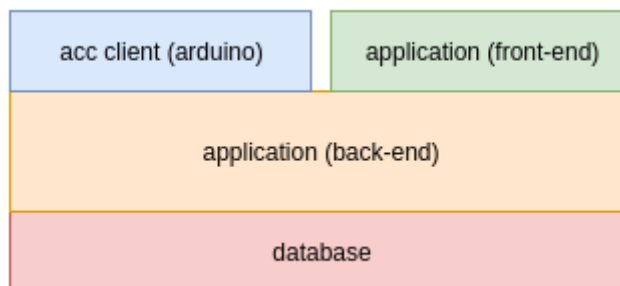 acc client (arduino)
application (front-end)
application (back-end)
database